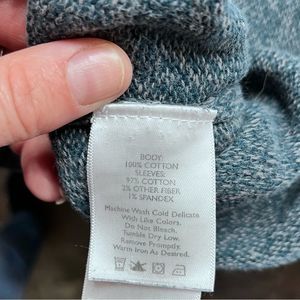 BODY:
100% COTTON
SLEEVES:
97% COTTON
2% OTHER FIBER
1% SPANDEX
Machine Wash Cold Delicate
With Like Colors.
Do Not Bleach.
Tumble Dry Low.
Remove Promptly.
Warm Iron As Desired.